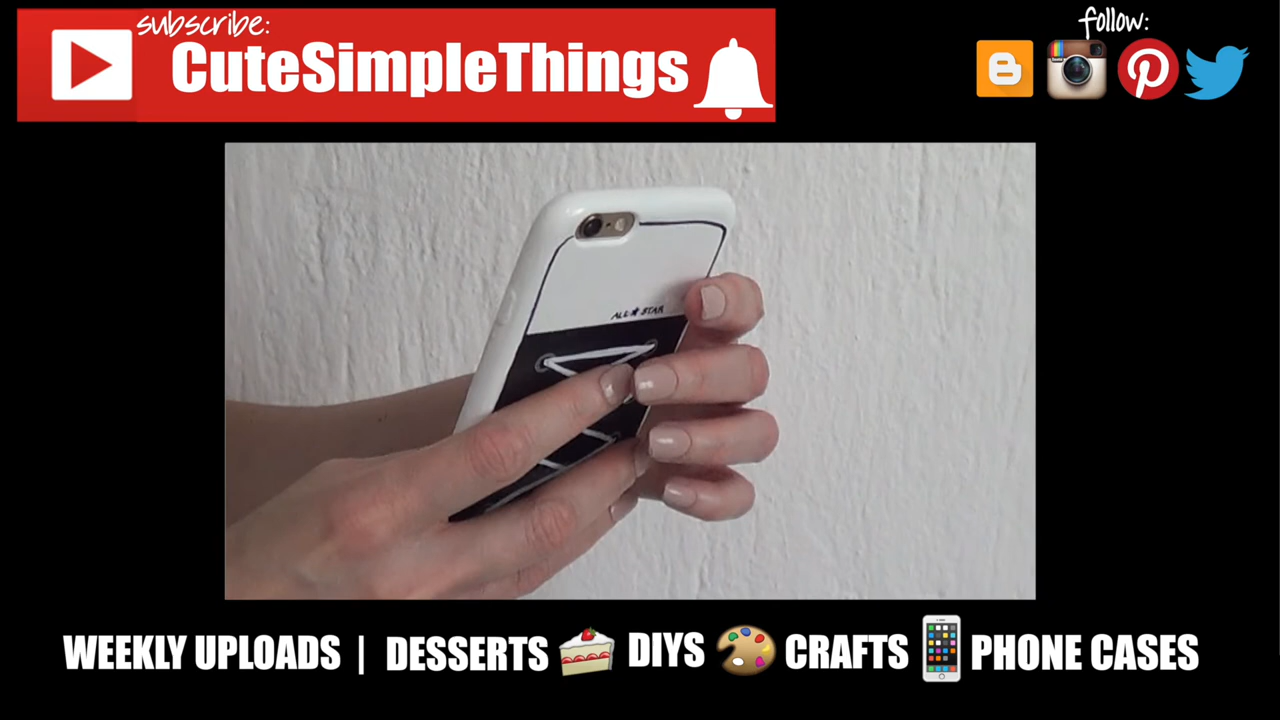 subscribe:
CuteSimpleThings
follow:
ALL★STAR
WEEKLY UPLOADS | DESSERTS DIYS CRAFTS PHONE CASES